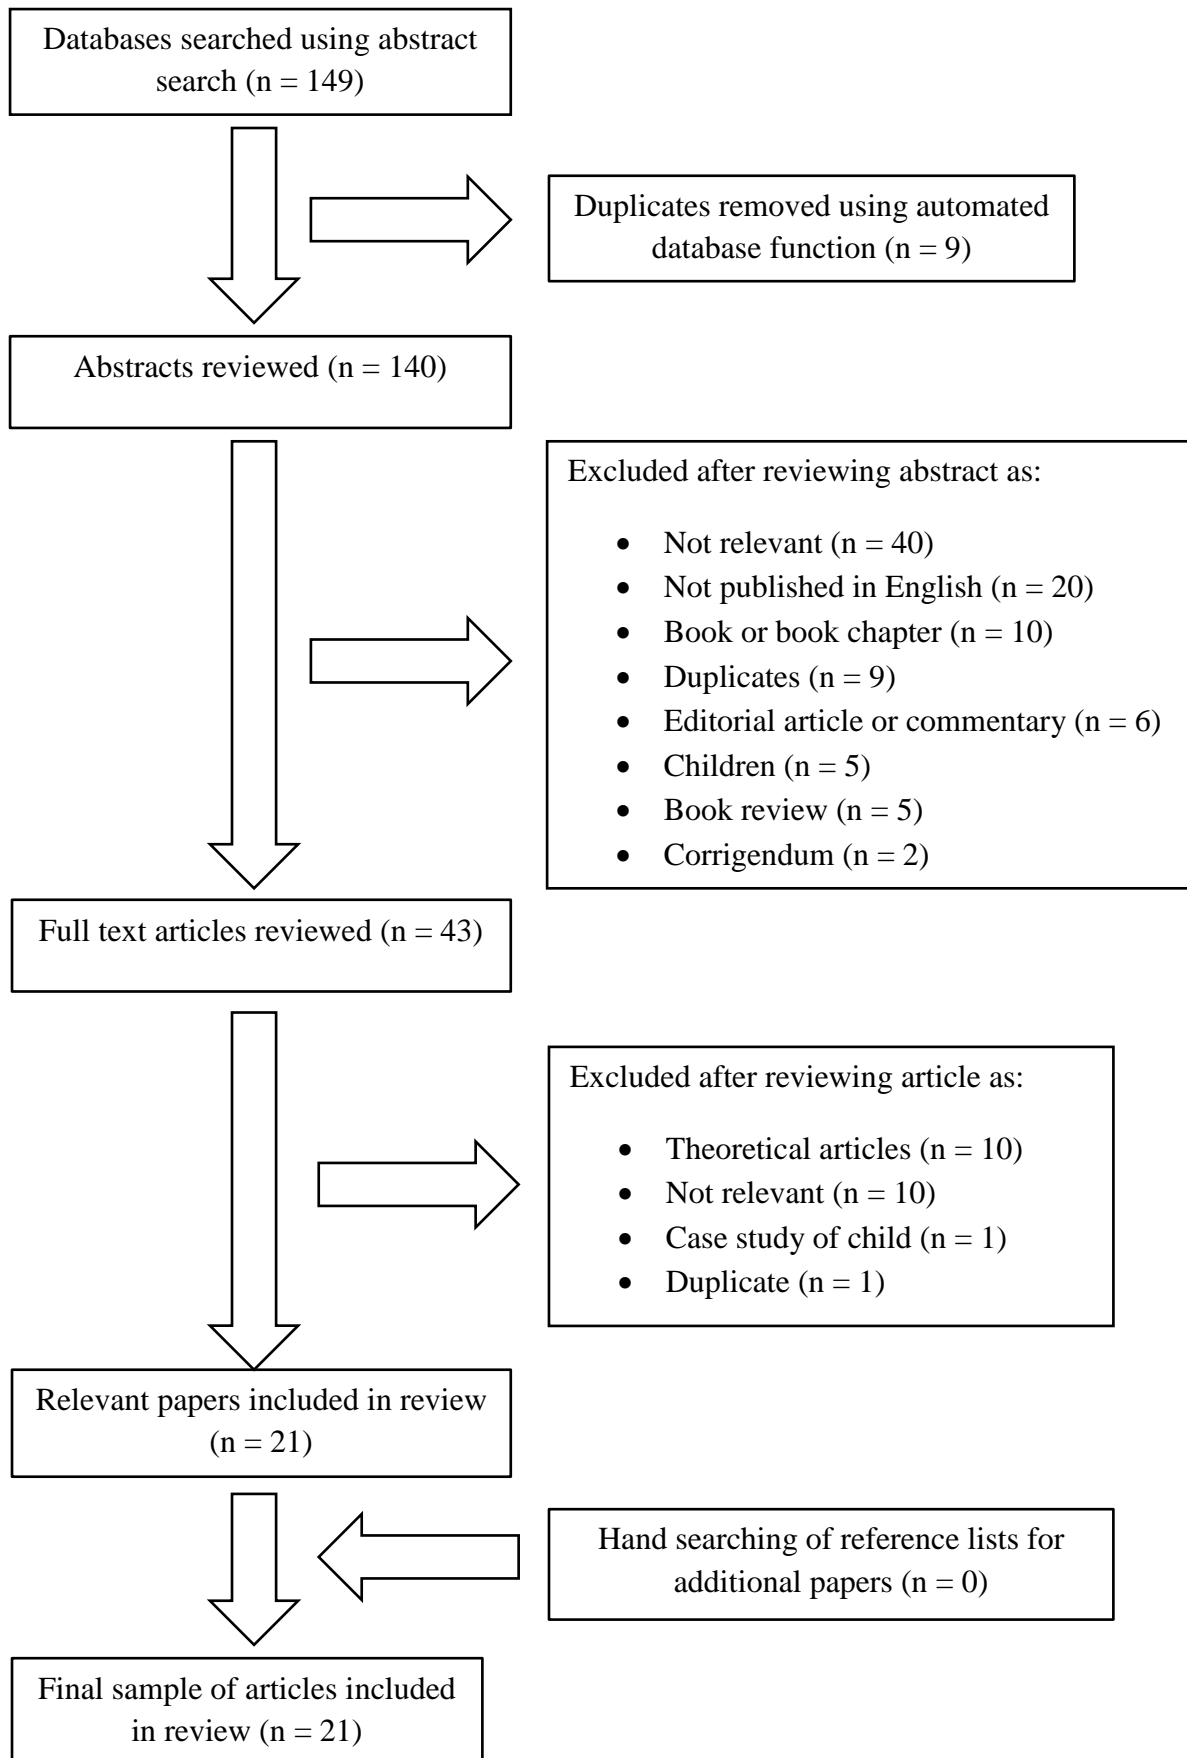 Databases searched using abstract
search (n = 149)
Duplicates removed using automated
database function (n = 9)
Abstracts reviewed (n = 140)
Excluded after reviewing abstract as:
• Not relevant (n = 40)
• Not published in English (n = 20)
• Book or book chapter (n = 10)
• Duplicates (n = 9)
• Editorial article or commentary (n = 6)
• Children (n = 5)
• Book review (n = 5)
• Corrigendum (n = 2)
Full text articles reviewed (n = 43)
Excluded after reviewing article as:
• Theoretical articles (n = 10)
• Not relevant (n = 10)
• Case study of child (n = 1)
• Duplicate (n = 1)
Relevant papers included in review
(n = 21)
Hand searching of reference lists for
additional papers (n = 0)
Final sample of articles included
in review (n = 21)